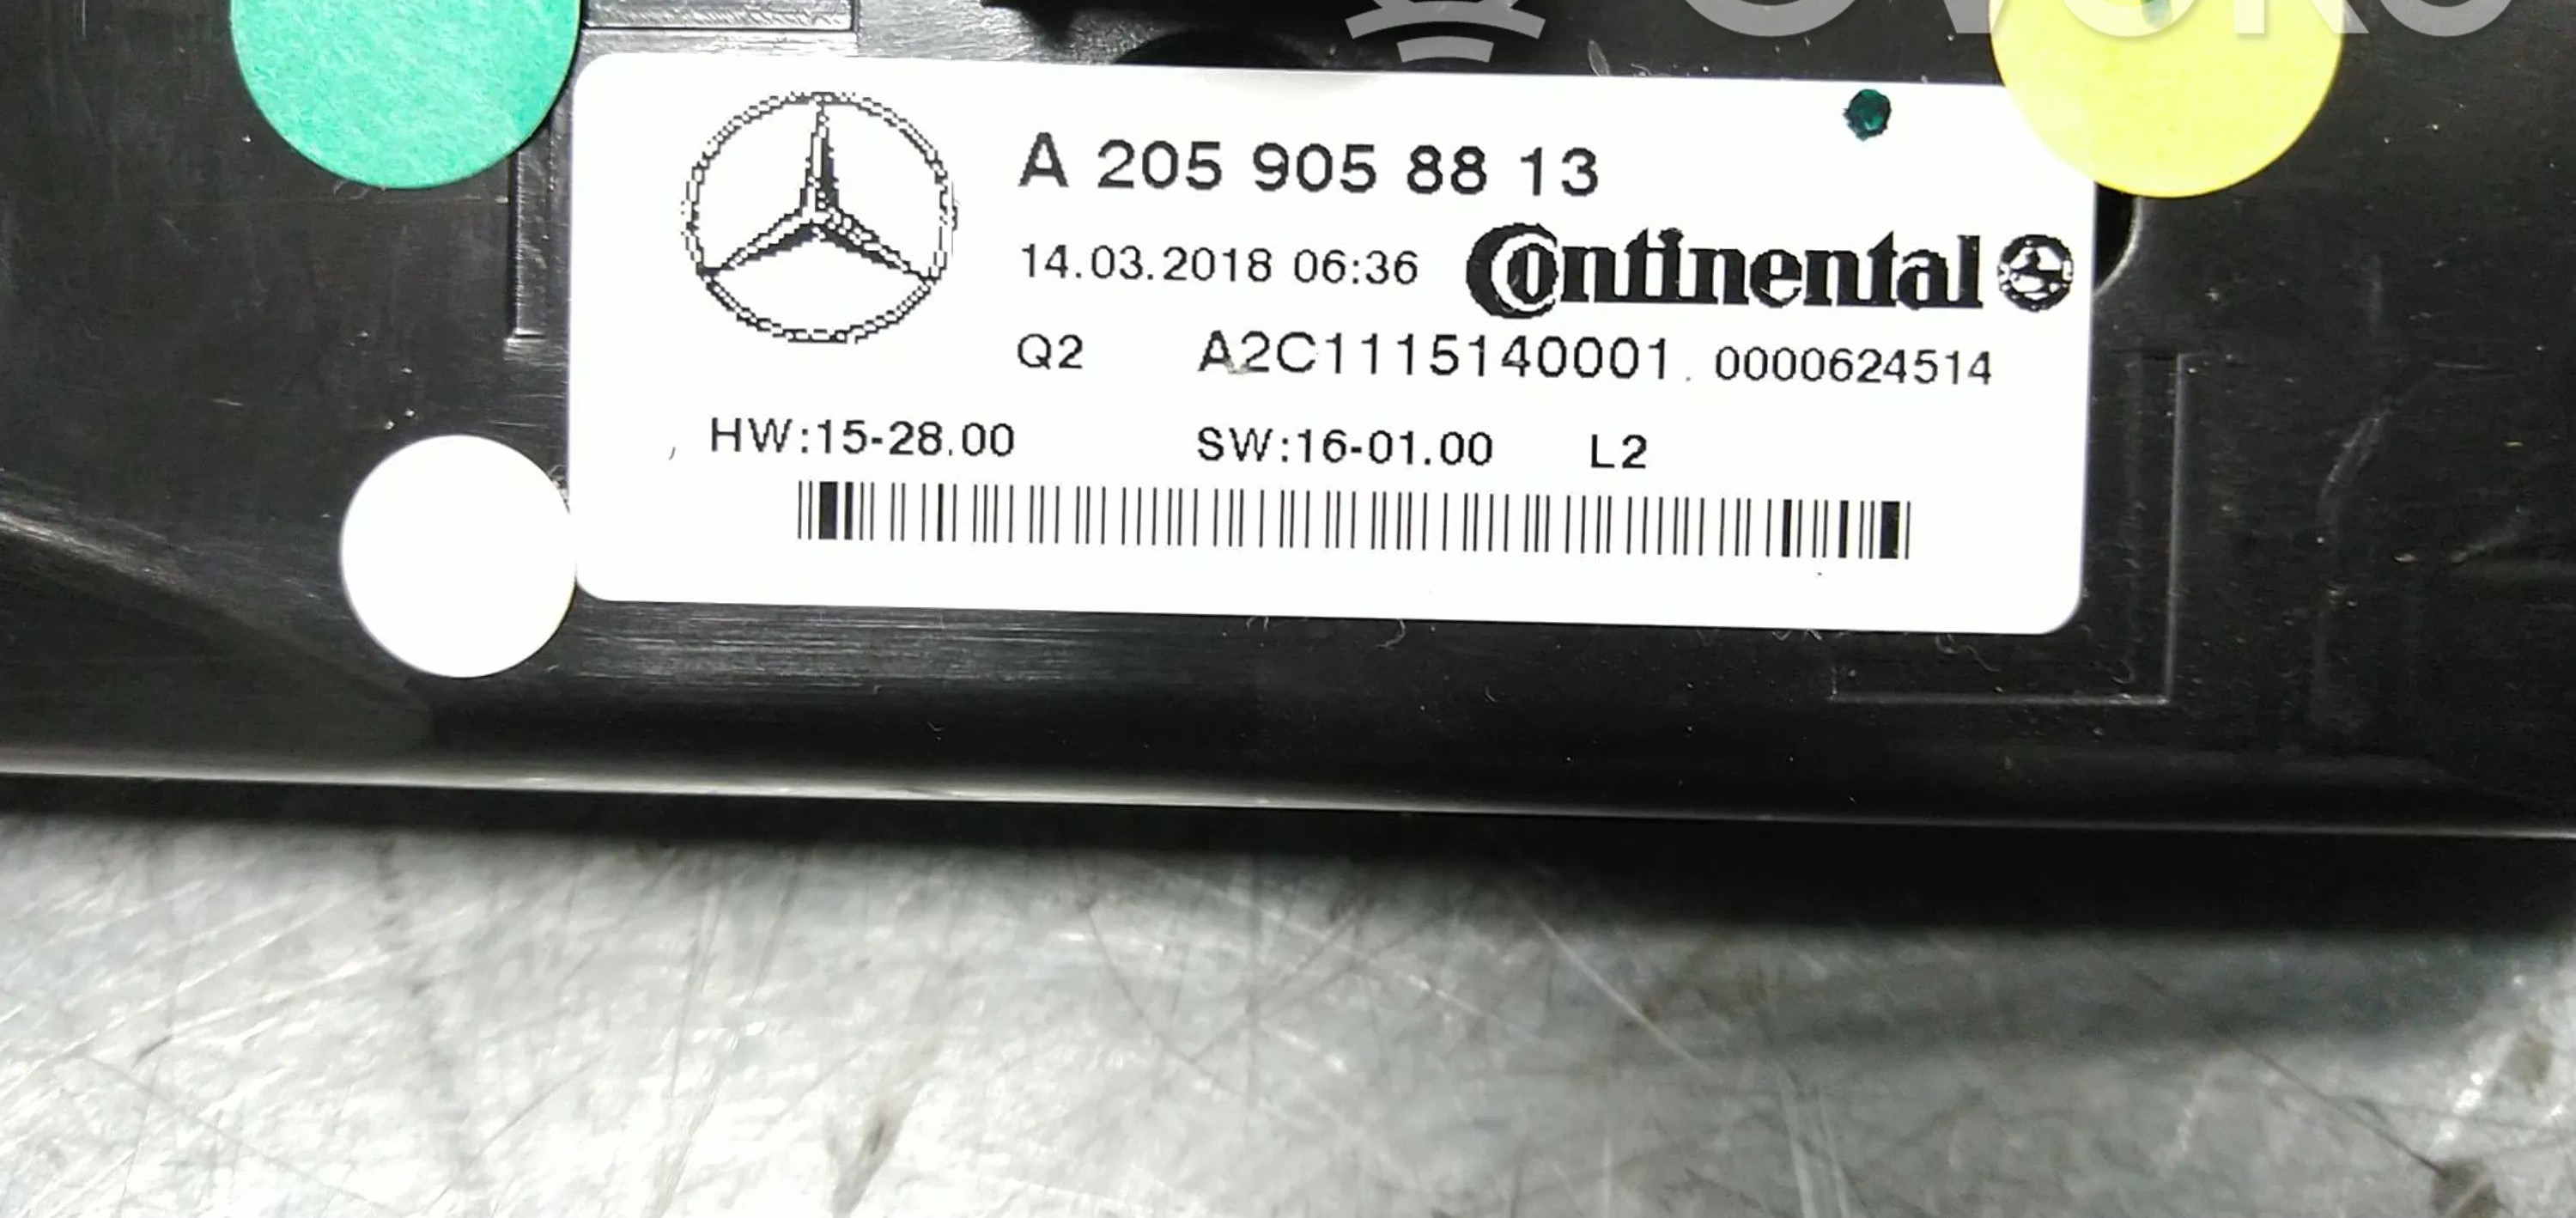 A 205 905 88 13
14.03.2018 06:36 Continental
Q2 A2C1115140001 0000624514
HW:15-28.00 SW:16-01.00 L2